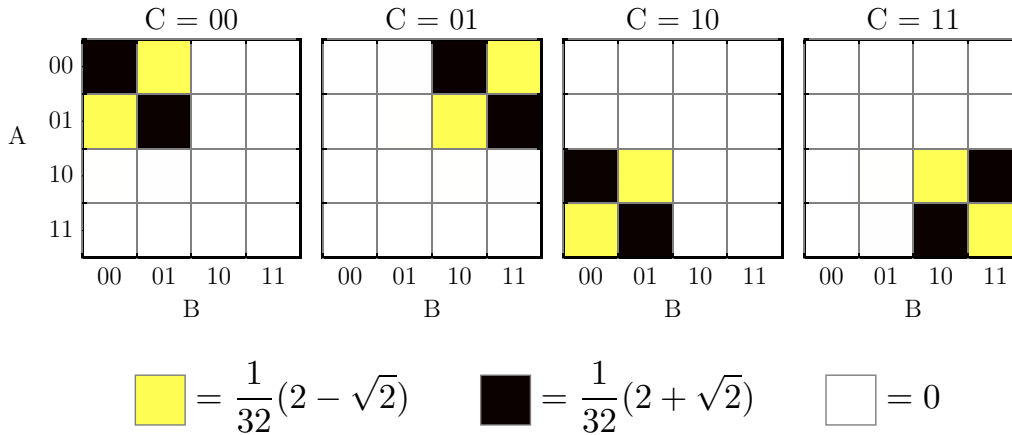 C = 00 C = 01 C = 10 C = 11
00
01
A
10
11
00 01 10 11 00 01 10 11 00 01 10 11 00 01 10 11
B B B B
= 1/32(2 − √2) = 1/32(2 + √2) = 0